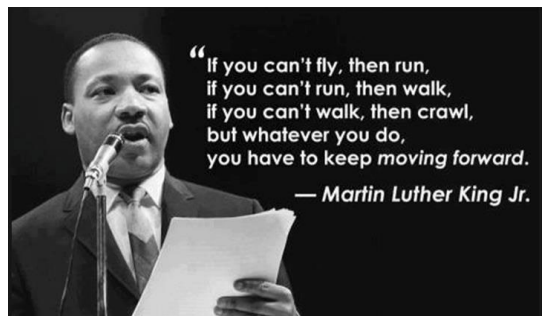 “If you can't fly, then run,
if you can't run, then walk,
if you can't walk, then crawl,
but whatever you do,
you have to keep moving forward.
— Martin Luther King Jr.